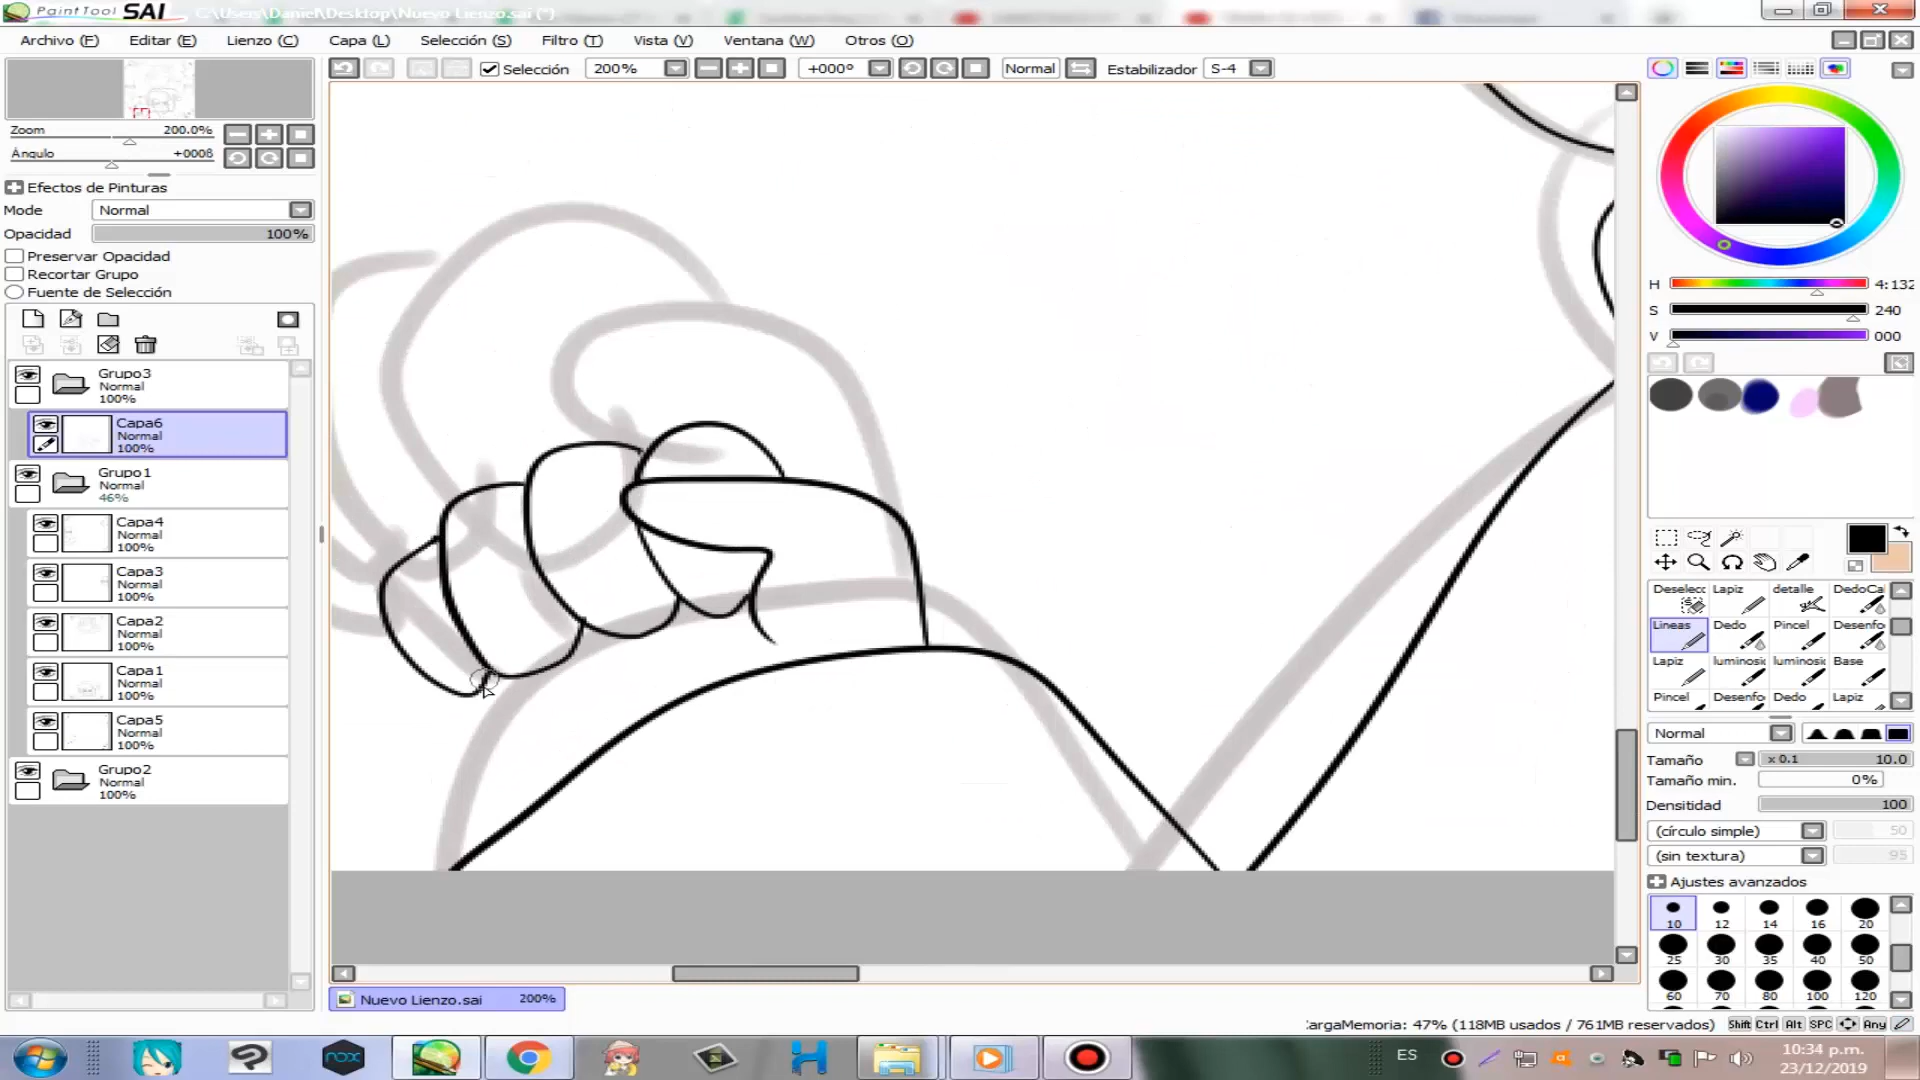 PaintTool SAI C:\Users\Daniel\Desktop\Nuevo Lienzo.sai (*)
Archivo (F) Editar (E) Lienzo (C) Capa (L) Selección (S) Filtro (T) Vista (V) Ventana (W) Otros (O)
Selección 200% +000° Normal Estabilizador S-4
Zoom 200.0%
Ángulo +000ß
Efectos de Pinturas
Mode Normal
Opacidad 100%
Preservar Opacidad
Recortar Grupo
Fuente de Selección
Grupo3
Normal
100%
Capa6
Normal
100%
Grupo1
Normal
46%
Capa4
Normal
100%
Capa3
Normal
100%
Capa2
Normal
100%
Capa1
Normal
100%
Capa5
Normal
100%
Grupo2
Normal
100%
H 4:132
S 240
V 000
Deselecc Lapiz detalle DedoCa
Lineas Dedo Pincel Desenfo
Lapiz luminosi luminosi Base
Pincel Desenfo Dedo Lapiz
Normal
Tamaño x 0.1 10.0
Tamaño min. 0%
Densitidad 100
(círculo simple) 50
(sin textura) 95
Ajustes avanzados
10 12 14 16 20
25 30 35 40 50
60 70 80 100 120
Nuevo Lienzo.sai 200%
CargaMemoria: 47% (118MB usados / 761MB reservados) Shift Ctrl Alt SPC Any
nox
ES
10:34 p.m.
23/12/2019